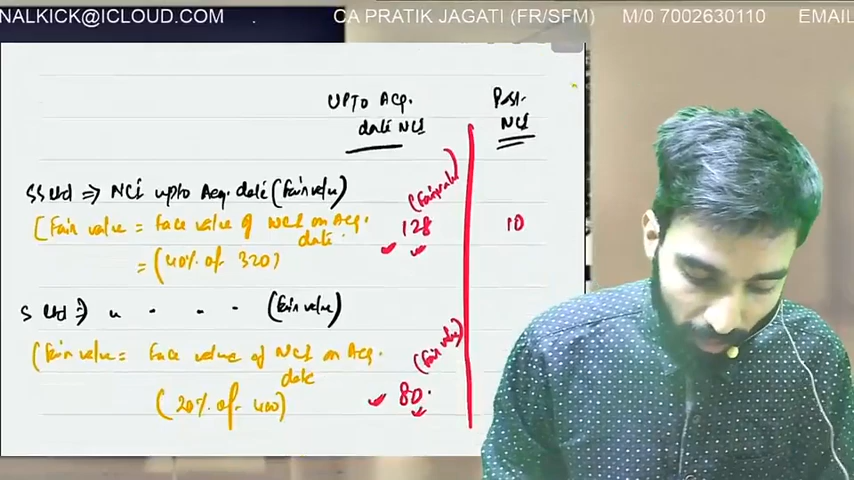 NALKICK@ICLOUD.COM . CA PRATIK JAGATI (FR/SFM) M/0 7002630110 EMAIL
UPTO Acq. date NCI
Post. NCI
SS Ltd ⇒ NCI upto Acq. date (Fair value) (Fair value)
[Fair value = Face value of NCI on Acq. date. 128 10
= (40% of 320)
S Ltd ⇒ " . . . (Fair value) (Fair value)
(Fair value = Face value of NCI on Acq. date
(20% of 400) 80.